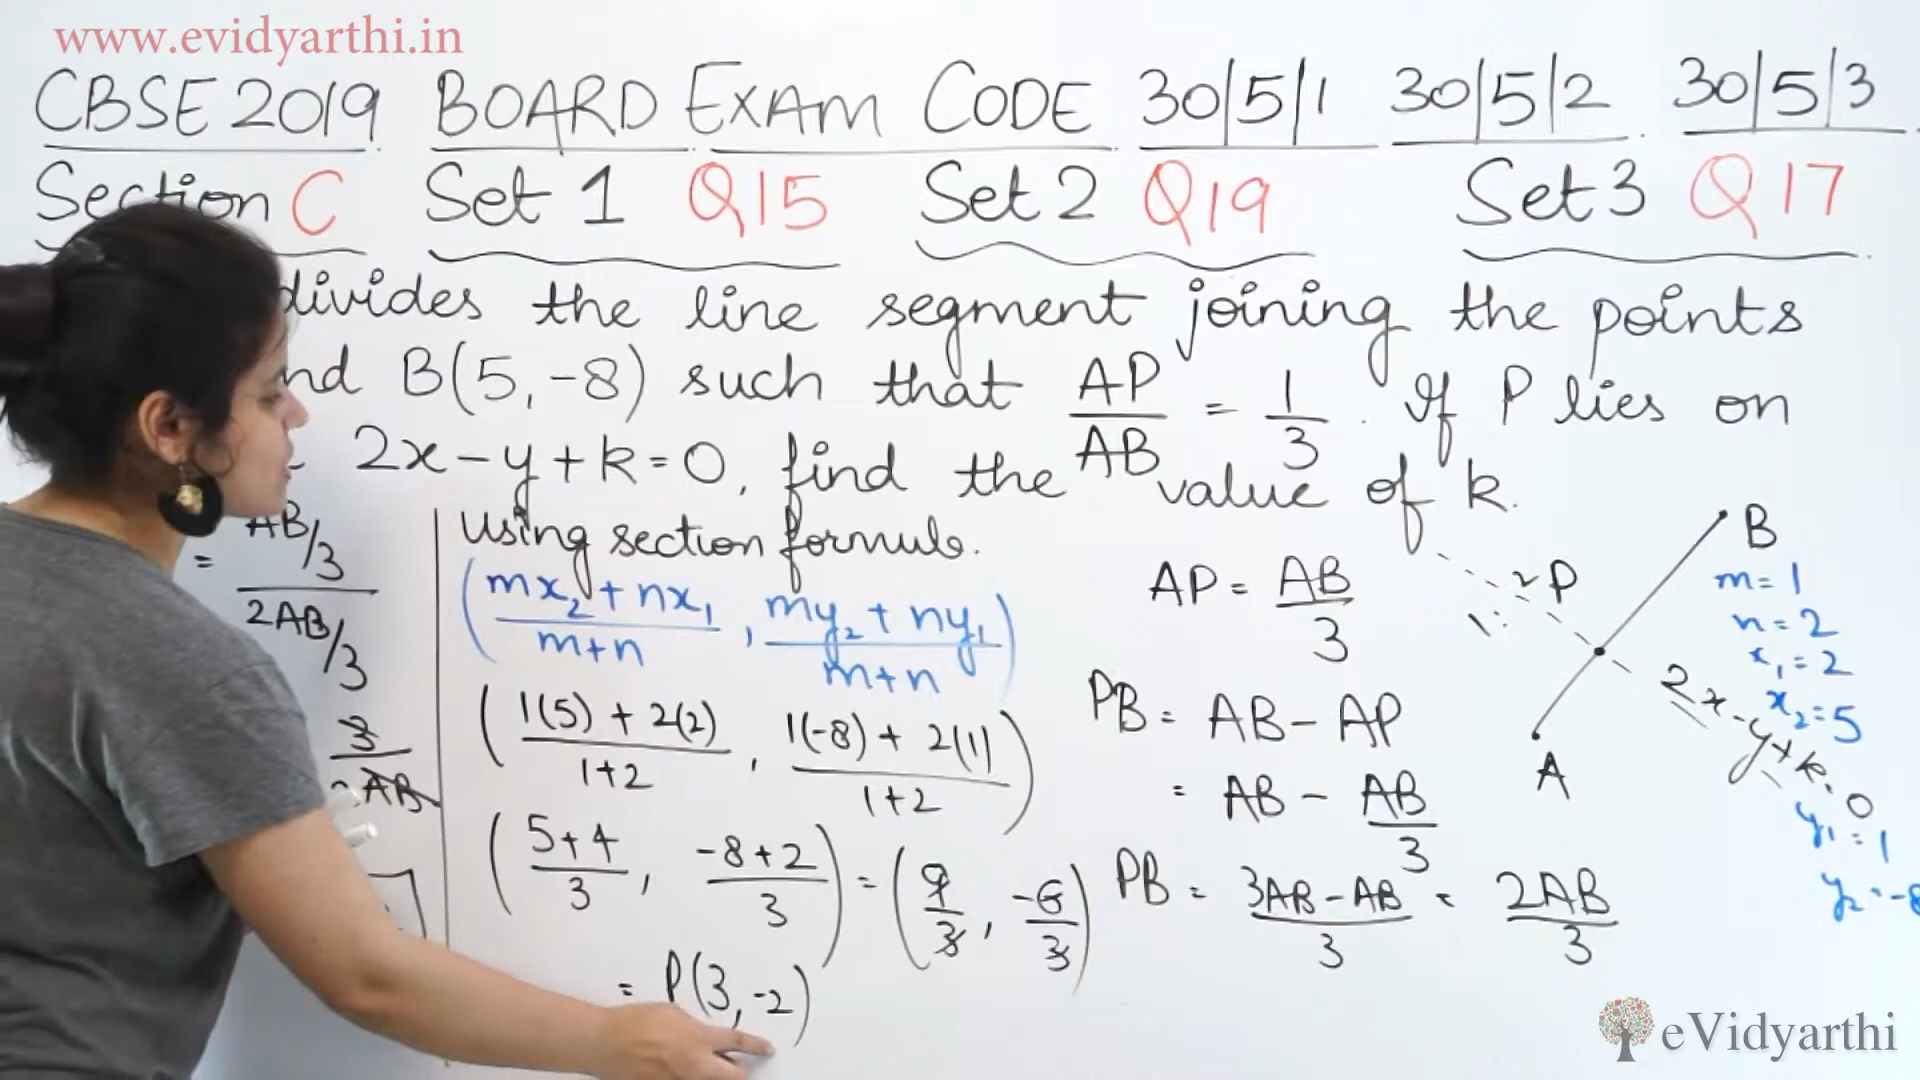 www.evidyarthi.in
CBSE 2019 BOARD EXAM CODE 30/5/1 30/5/2 30/5/3
Section C Set 1 Q15 Set 2 Q19 Set 3 Q17
divides the line segment joining the points
nd B(5,-8) such that AP/AB = 1/3. If P lies on
2x-y+k=0, find the value of k.
= AB/3
2AB/3
3
AB
using section formula.
(mx₂+nx₁/m+n, my₂+ny₁/m+n)
(1(5)+2(2)/1+2, 1(-8)+2(1)/1+2)
(5+4/3, -8+2/3) = (9/3, -6/3)
= P(3,-2)
AP = AB/3
PB = AB-AP
= AB - AB/3
PB = 3AB-AB/3 = 2AB/3
B
P
A
2x-y+k=0
m=1
n=2
x₁=2
x₂=5
y₁=1
y₂=-8
eVidyarthi